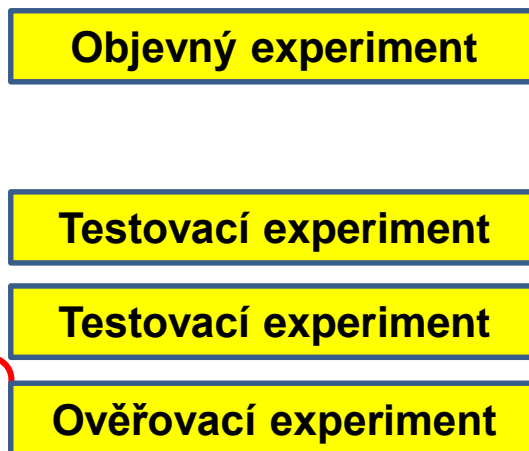 Objevný experiment
Testovací experiment
Testovací experiment
Ověřovací experiment